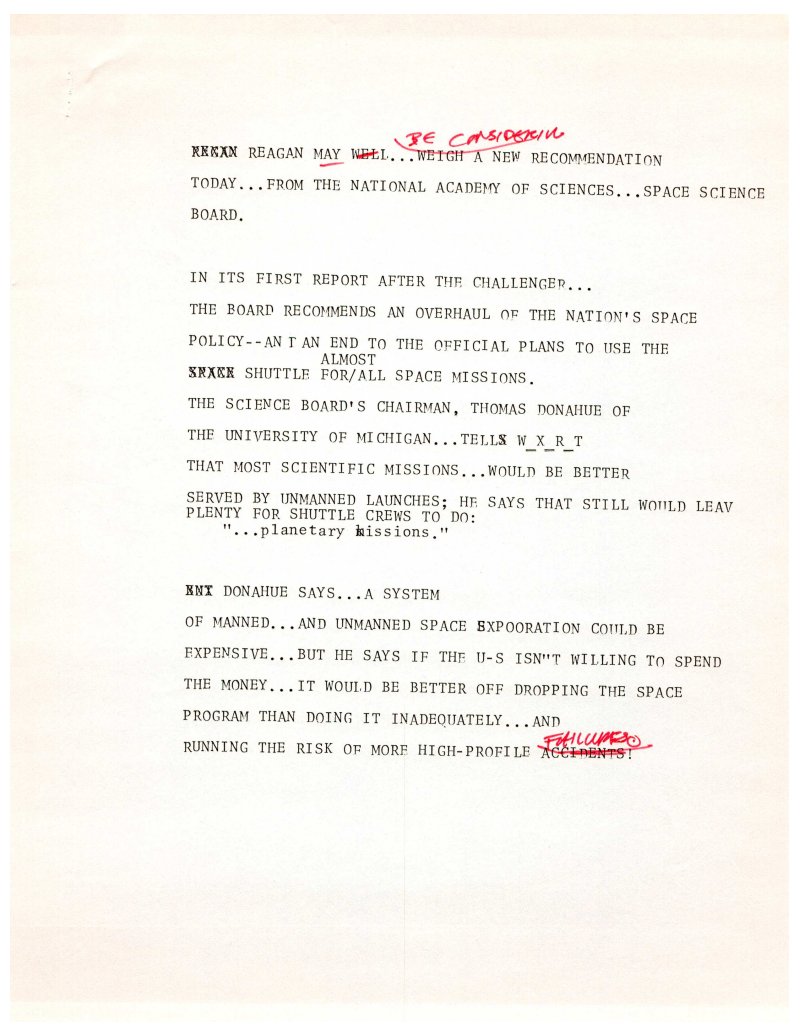 BE CONSIDERING
REGAN REAGAN MAY WELL...WEIGH A NEW RECOMMENDATION
TODAY...FROM THE NATIONAL ACADEMY OF SCIENCES...SPACE SCIENCE
BOARD.
IN ITS FIRST REPORT AFTER THE CHALLENGER...
THE BOARD RECOMMENDS AN OVERHAUL OF THE NATION'S SPACE
POLICY--AN AN END TO THE OFFICIAL PLANS TO USE THE
ALMOST
SHUTTLE FOR/ALL SPACE MISSIONS.
THE SCIENCE BOARD'S CHAIRMAN, THOMAS DONAHUE OF
THE UNIVERSITY OF MICHIGAN...TELLS W_X_R_T
THAT MOST SCIENTIFIC MISSIONS...WOULD BE BETTER
SERVED BY UNMANNED LAUNCHES; HE SAYS THAT STILL WOULD LEAV
PLENTY FOR SHUTTLE CREWS TO DO:
"...planetary missions."
DONAHUE SAYS...A SYSTEM
OF MANNED...AND UNMANNED SPACE EXPOORATION COULD BE
EXPENSIVE...BUT HE SAYS IF THE U-S ISN"T WILLING TO SPEND
THE MONEY...IT WOULD BE BETTER OFF DROPPING THE SPACE
PROGRAM THAN DOING IT INADEQUATELY...AND
FAILURES
RUNNING THE RISK OF MORE HIGH-PROFILE ACCIDENTS!